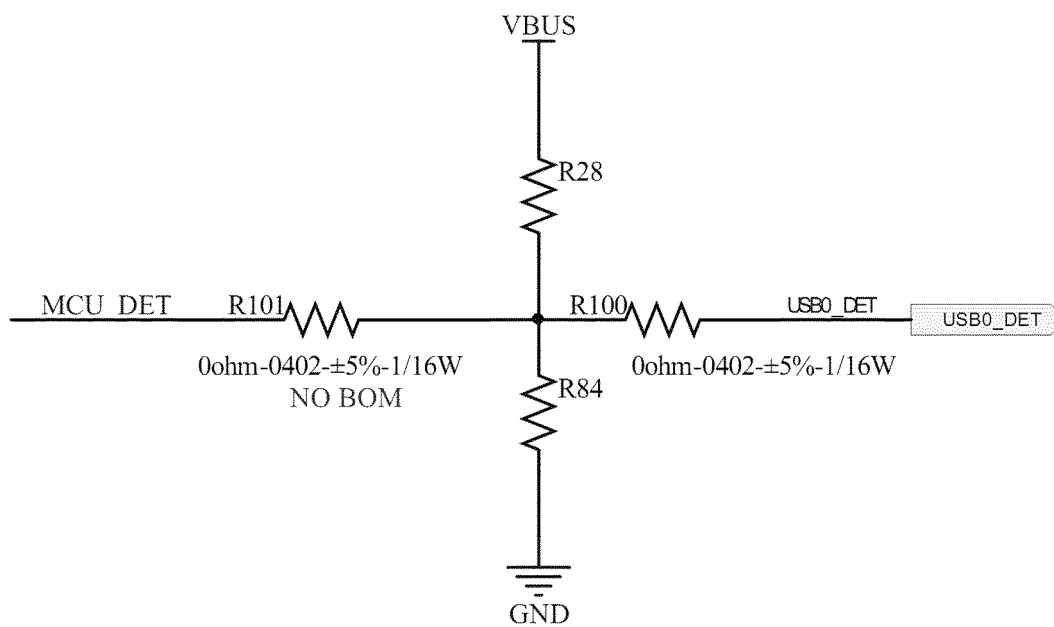 VBUS
R28
MCU_DET
R101
R100
USB0_DET
USB0_DET
0ohm-0402-±5%-1/16W
0ohm-0402-±5%-1/16W
NO BOM
R84
GND